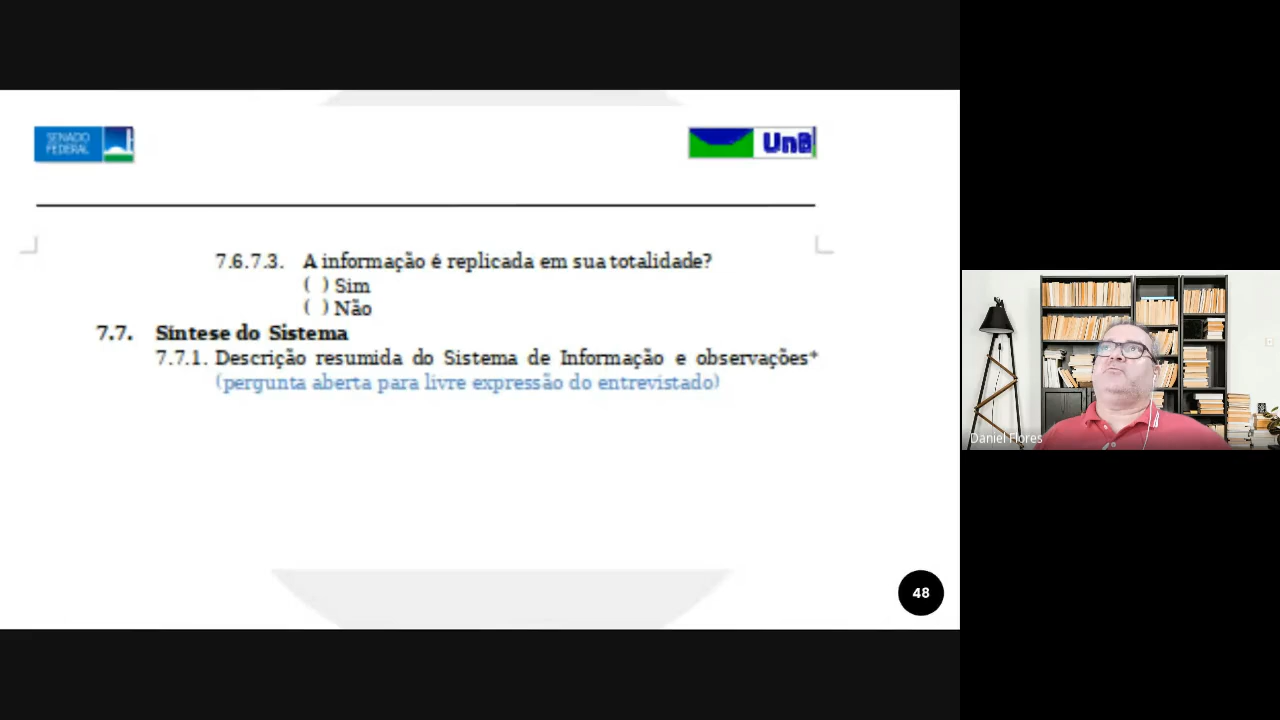 SENADO
FEDERAL
UnB
7.6.7.3. A informação é replicada em sua totalidade?
( ) Sim
( ) Não
7.7. Síntese do Sistema
7.7.1. Descrição resumida do Sistema de Informação e observações*
(pergunta aberta para livre expressão do entrevistado)
48
Daniel Flores